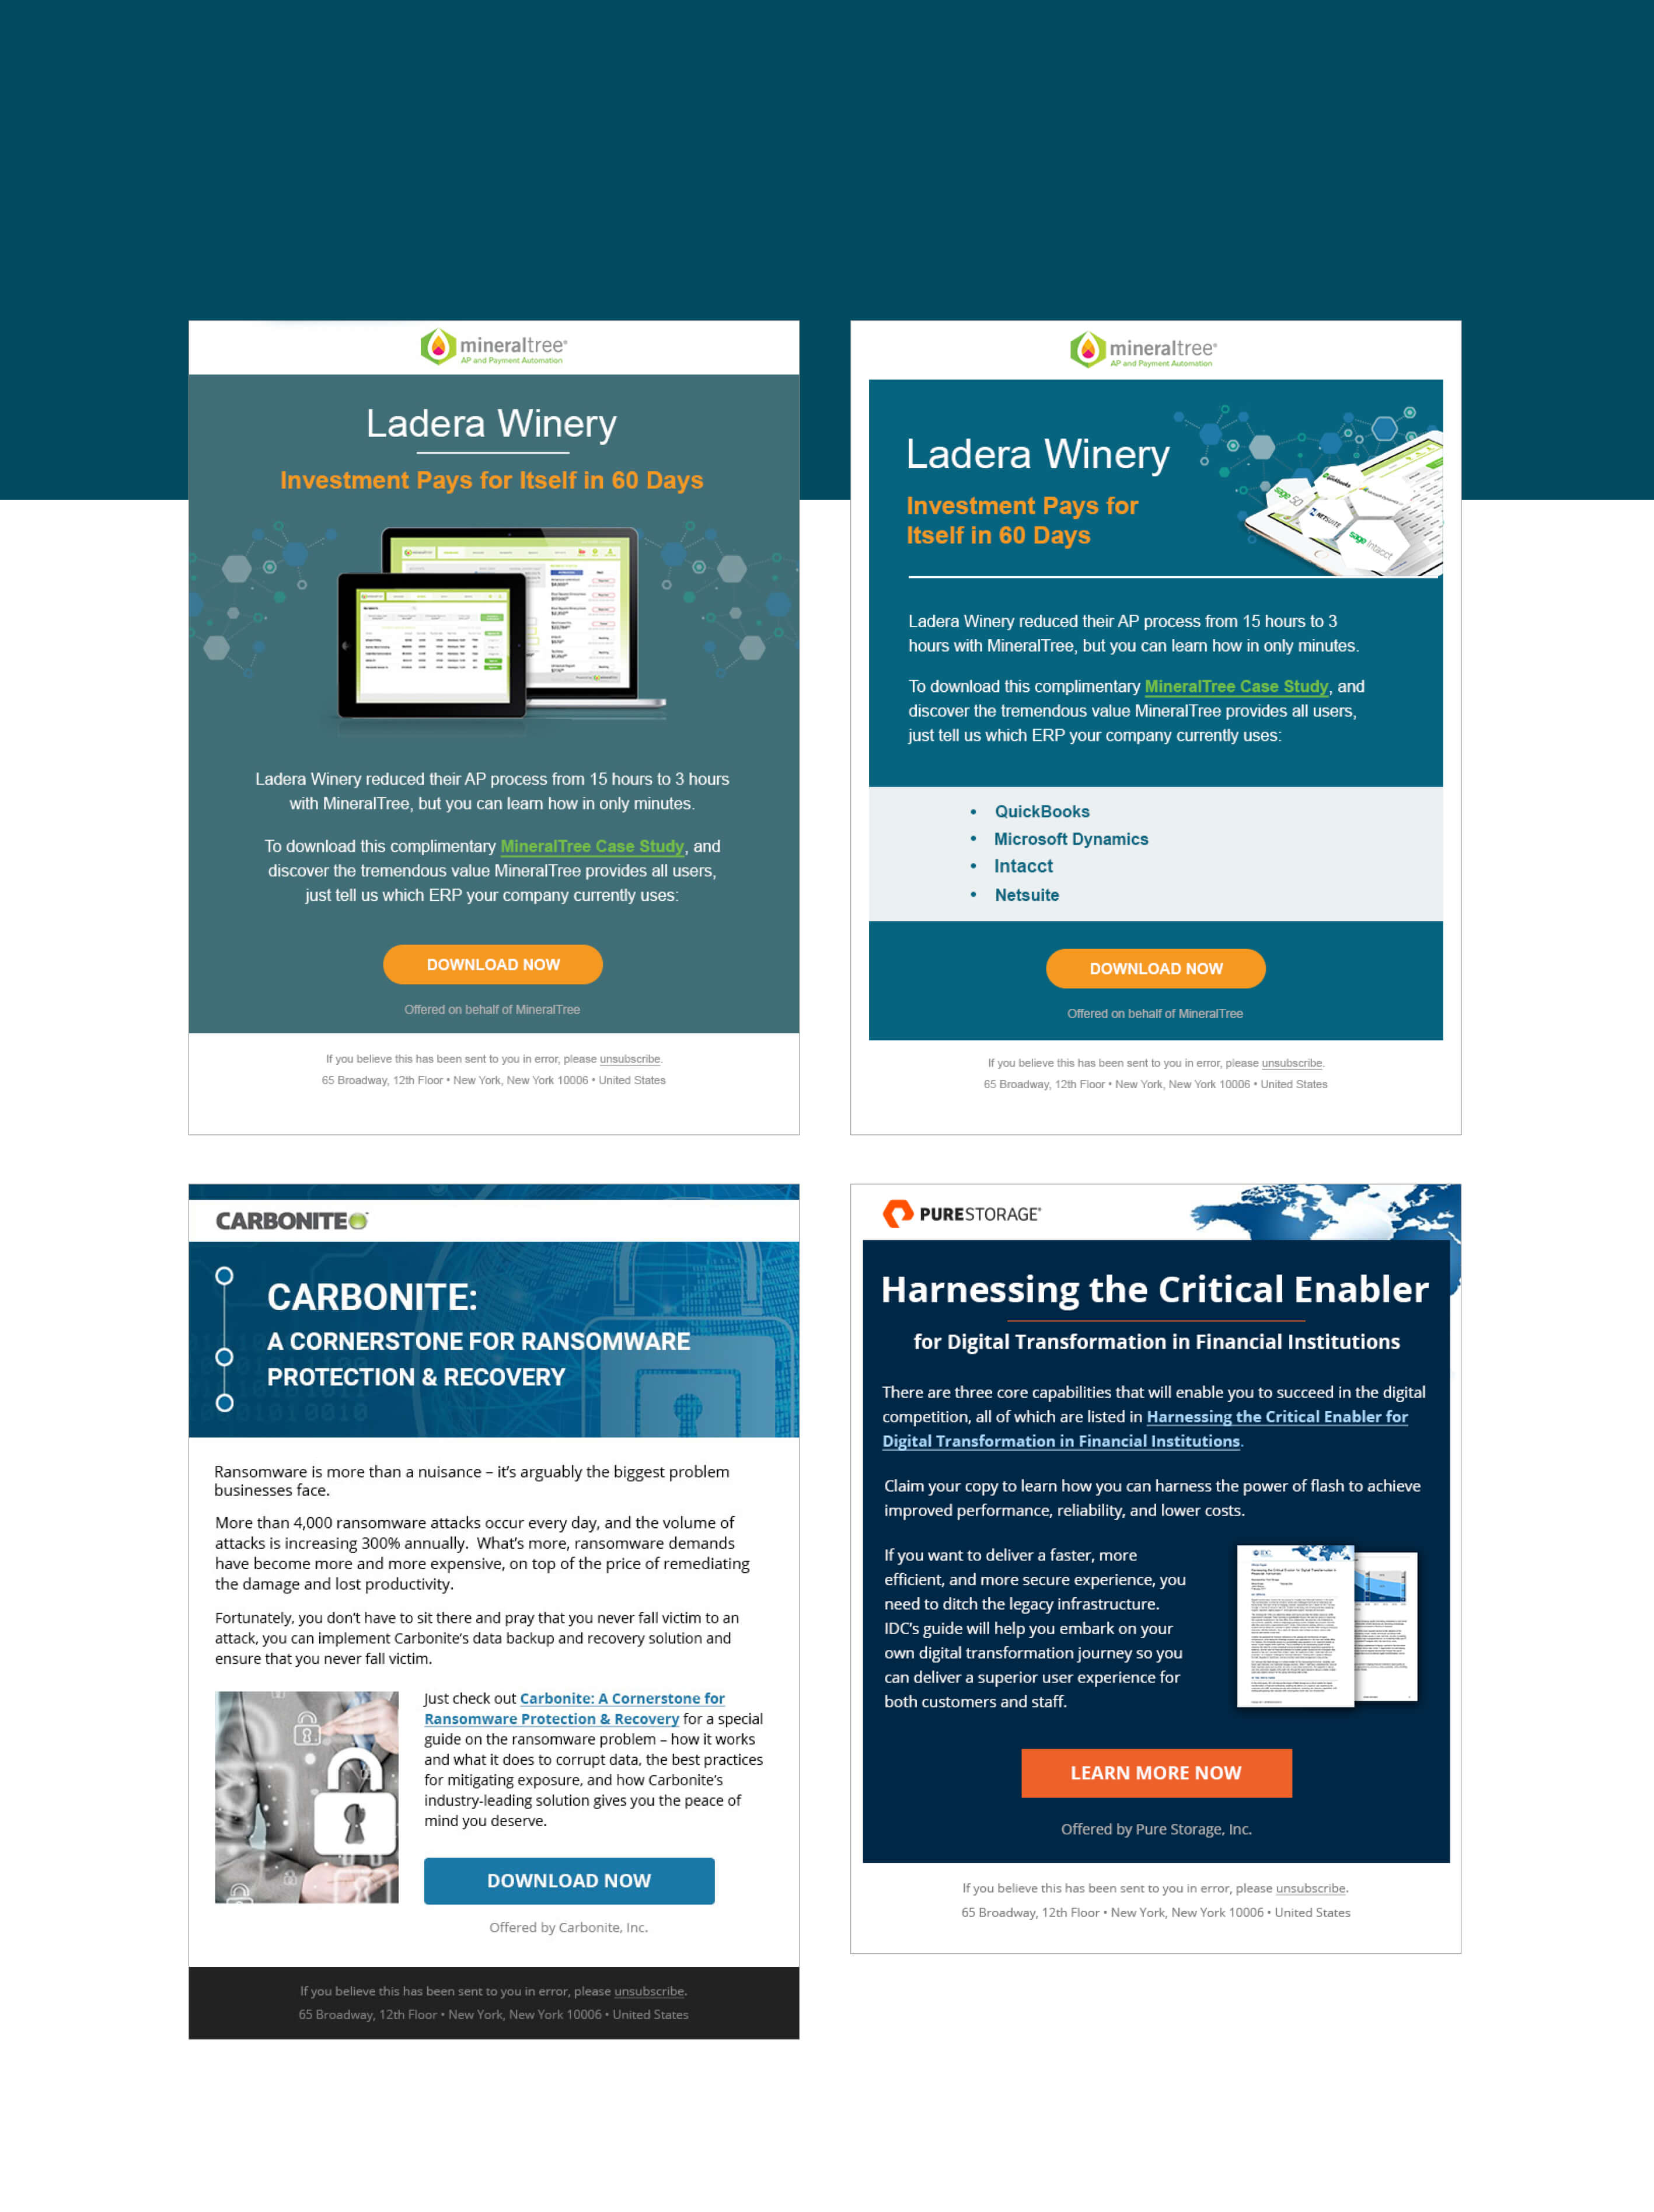 mineraltree®
AP and Payment Automation
Ladera Winery
Investment Pays for Itself in 60 Days
Ladera Winery reduced their AP process from 15 hours to 3 hours
with MineralTree, but you can learn how in only minutes.
To download this complimentary MineralTree Case Study, and
discover the tremendous value MineralTree provides all users,
just tell us which ERP your company currently uses:
DOWNLOAD NOW
Offered on behalf of MineralTree
If you believe this has been sent to you in error, please unsubscribe.
65 Broadway, 12th Floor • New York, New York 10006 • United States
mineraltree®
AP and Payment Automation
Ladera Winery
Investment Pays for
Itself in 60 Days
sage 50
quickbooks
NETSUITE
sage Intacct
Ladera Winery reduced their AP process from 15 hours to 3
hours with MineralTree, but you can learn how in only minutes.
To download this complimentary MineralTree Case Study, and
discover the tremendous value MineralTree provides all users,
just tell us which ERP your company currently uses:
• QuickBooks
• Microsoft Dynamics
• Intacct
• Netsuite
DOWNLOAD NOW
Offered on behalf of MineralTree
If you believe this has been sent to you in error, please unsubscribe.
65 Broadway, 12th Floor • New York, New York 10006 • United States
CARBONITE
CARBONITE:
A CORNERSTONE FOR RANSOMWARE
PROTECTION & RECOVERY
Ransomware is more than a nuisance – it's arguably the biggest problem
businesses face.
More than 4,000 ransomware attacks occur every day, and the volume of
attacks is increasing 300% annually. What's more, ransomware demands
have become more and more expensive, on top of the price of remediating
the damage and lost productivity.
Fortunately, you don't have to sit there and pray that you never fall victim to an
attack, you can implement Carbonite's data backup and recovery solution and
ensure that you never fall victim.
Just check out Carbonite: A Cornerstone for
Ransomware Protection & Recovery for a special
guide on the ransomware problem – how it works
and what it does to corrupt data, the best practices
for mitigating exposure, and how Carbonite's
industry-leading solution gives you the peace of
mind you deserve.
DOWNLOAD NOW
Offered by Carbonite, Inc.
If you believe this has been sent to you in error, please unsubscribe.
65 Broadway, 12th Floor • New York, New York 10006 • United States
PURESTORAGE®
Harnessing the Critical Enabler
for Digital Transformation in Financial Institutions
There are three core capabilities that will enable you to succeed in the digital
competition, all of which are listed in Harnessing the Critical Enabler for
Digital Transformation in Financial Institutions.
Claim your copy to learn how you can harness the power of flash to achieve
improved performance, reliability, and lower costs.
If you want to deliver a faster, more
efficient, and more secure experience, you
need to ditch the legacy infrastructure.
IDC's guide will help you embark on your
own digital transformation journey so you
can deliver a superior user experience for
both customers and staff.
IDC
LEARN MORE NOW
Offered by Pure Storage, Inc.
If you believe this has been sent to you in error, please unsubscribe.
65 Broadway, 12th Floor • New York, New York 10006 • United States